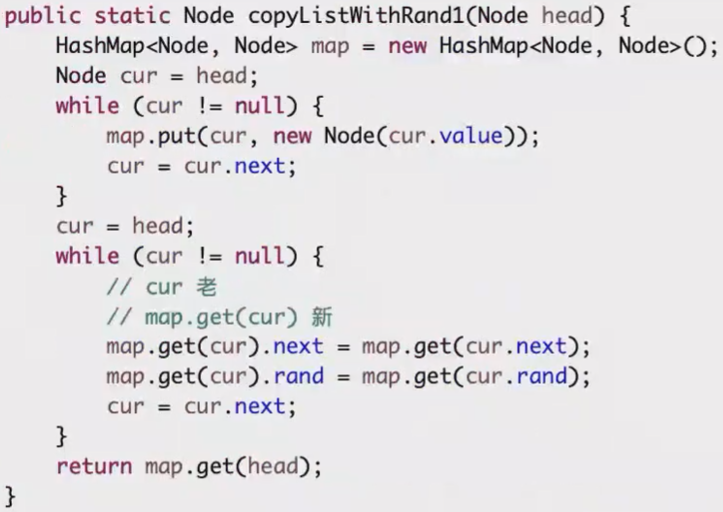 public static Node copyListWithRand1(Node head) {
    HashMap<Node, Node> map = new HashMap<Node, Node>();
    Node cur = head;
    while (cur != null) {
        map.put(cur, new Node(cur.value));
        cur = cur.next;
    }
    cur = head;
    while (cur != null) {
        // cur 老
        // map.get(cur) 新
        map.get(cur).next = map.get(cur.next);
        map.get(cur).rand = map.get(cur.rand);
        cur = cur.next;
    }
    return map.get(head);
}